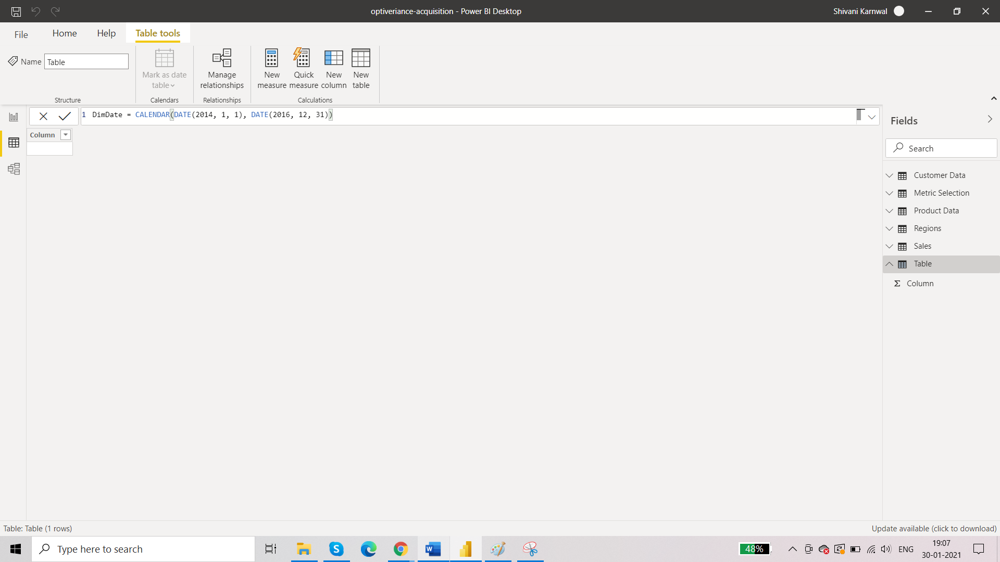 optiveriance-acquisition - Power BI Desktop
Shivani Karnwal
File
Home
Help
Table tools
Name
Table
Structure
Mark as date
table
Calendars
Manage
relationships
Relationships
New
measure
Quick
measure
New
column
New
table
Calculations
1 DimDate = CALENDAR(DATE(2014, 1, 1), DATE(2016, 12, 31))
Column
Fields
Search
Customer Data
Metric Selection
Product Data
Regions
Sales
Table
Σ Column
Table: Table (1 rows)
Update available (click to download)
Type here to search
48%
ENG
19:07
30-01-2021